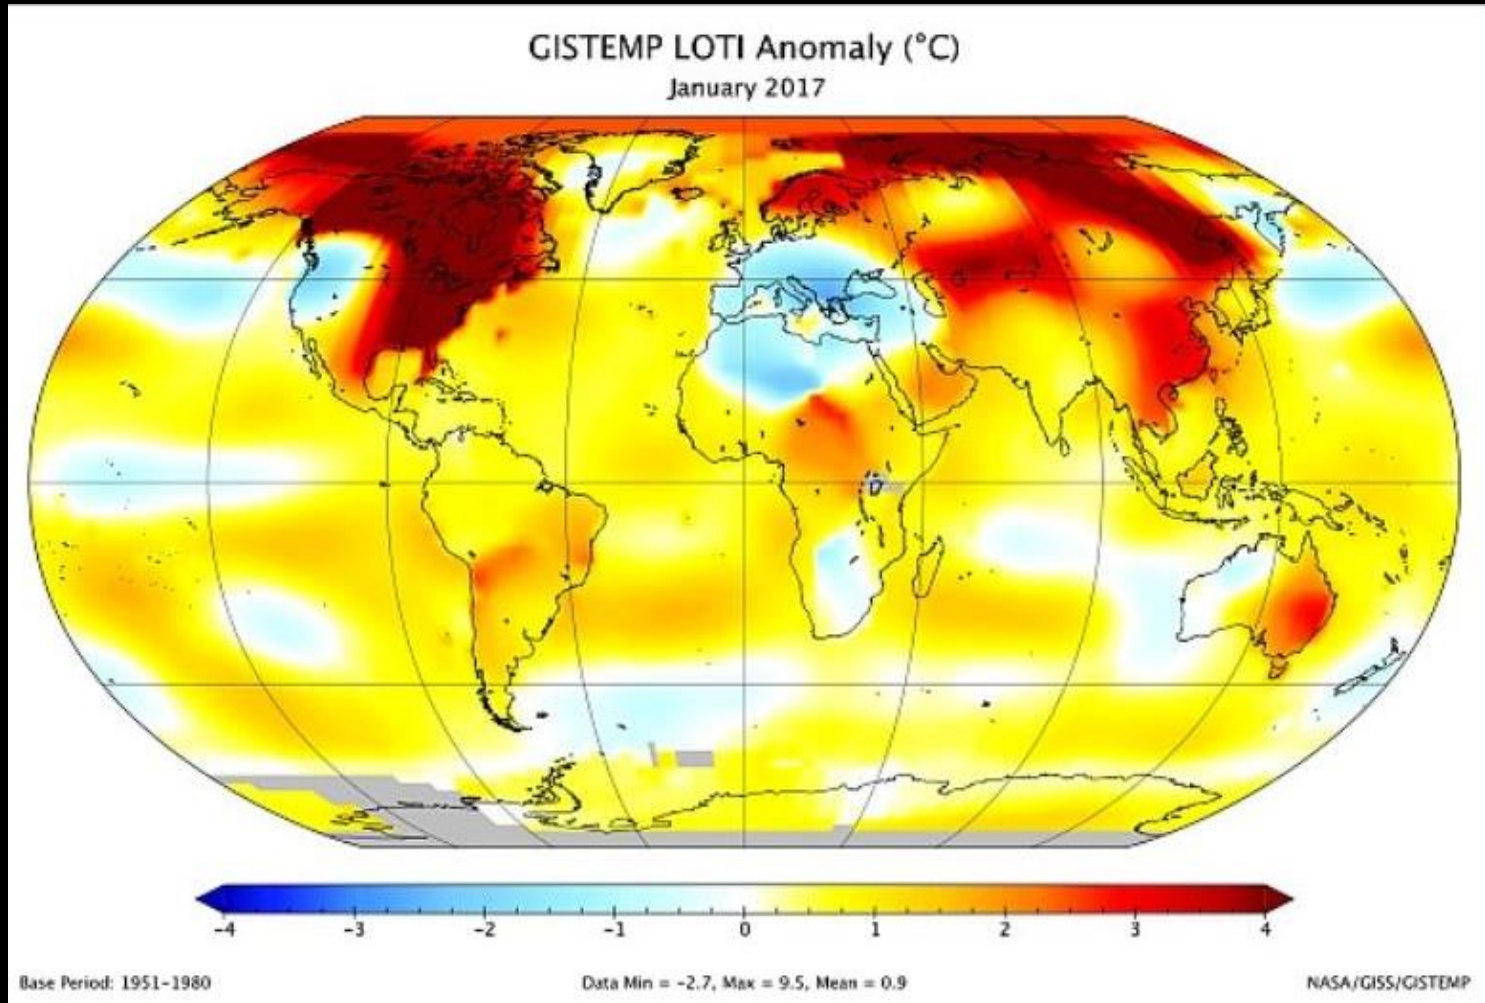 GISTEMP LOTI Anomaly (°C)
January 2017
-4 -3 -2 -1 0 1 2 3 4
Base Period: 1951-1980 Data Min = -2.7, Max = 9.5, Mean = 0.9 NASA/GISS/GISTEMP